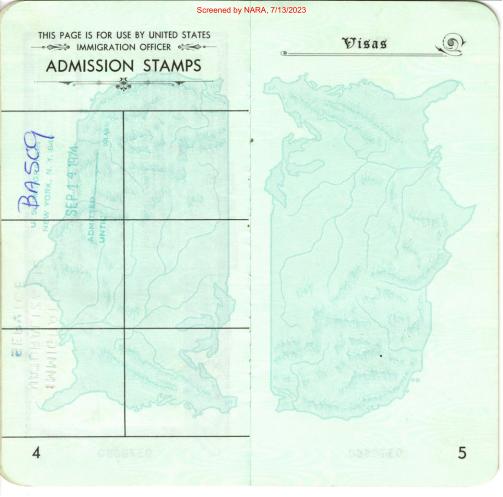 Screened by NARA, 7/13/2023
THIS PAGE IS FOR USE BY UNITED STATES
IMMIGRATION OFFICER
ADMISSION STAMPS
BA509
NEW YORK, N. Y.
SEP 14 1974
ADMITTED
UNTIL
SERVICE
4
Visas
5